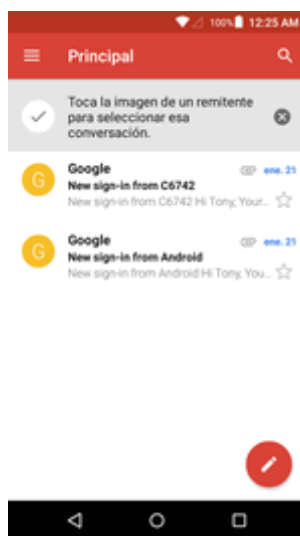 100% 12:25 AM
Principal
Toca la imagen de un remitente
para seleccionar esa
conversación.
G
Google
ene. 21
New sign-in from C6742
New sign-in from C6742 Hi Tony, Your...
G
Google
ene. 21
New sign-in from Android
New sign-in from Android Hi Tony, You...